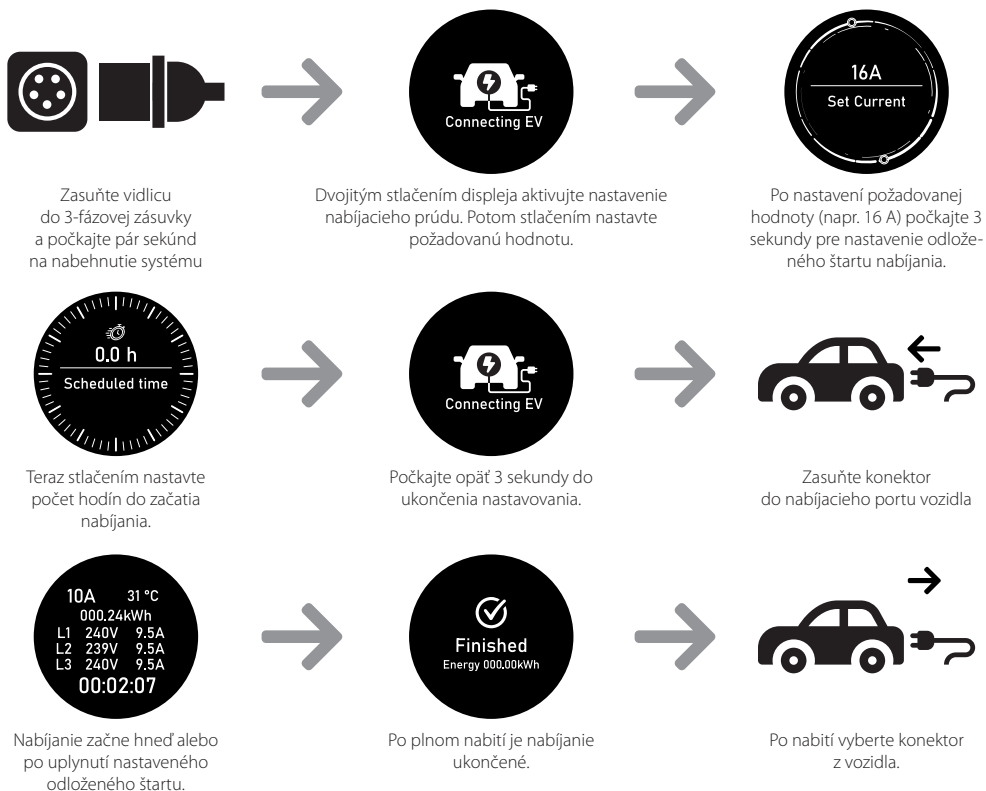 Connecting EV
16A
Set Current
Zasuňte vidlicu
do 3-fázovej zásuvky
a počkajte pár sekúnd
na nabehnutie systému
Dvojitým stlačením displeja aktivujte nastavenie
nabíjacieho prúdu. Potom stlačením nastavte
požadovanú hodnotu.
Po nastavení požadovanej
hodnoty (napr. 16 A) počkajte 3
sekundy pre nastavenie odlože-
ného štartu nabíjania.
0.0 h
Scheduled time
Connecting EV
Teraz stlačením nastavte
počet hodín do začatia
nabíjania.
Počkajte opäť 3 sekundy do
ukončenia nastavovania.
Zasuňte konektor
do nabíjacieho portu vozidla
10A 31 °C
000.24kWh
L1 240V 9.5A
L2 239V 9.5A
L3 240V 9.5A
00:02:07
Finished
Energy 000.00kWh
Nabíjanie začne hneď alebo
po uplynutí nastaveného
odloženého štartu.
Po plnom nabití je nabíjanie
ukončené.
Po nabití vyberte konektor
z vozidla.